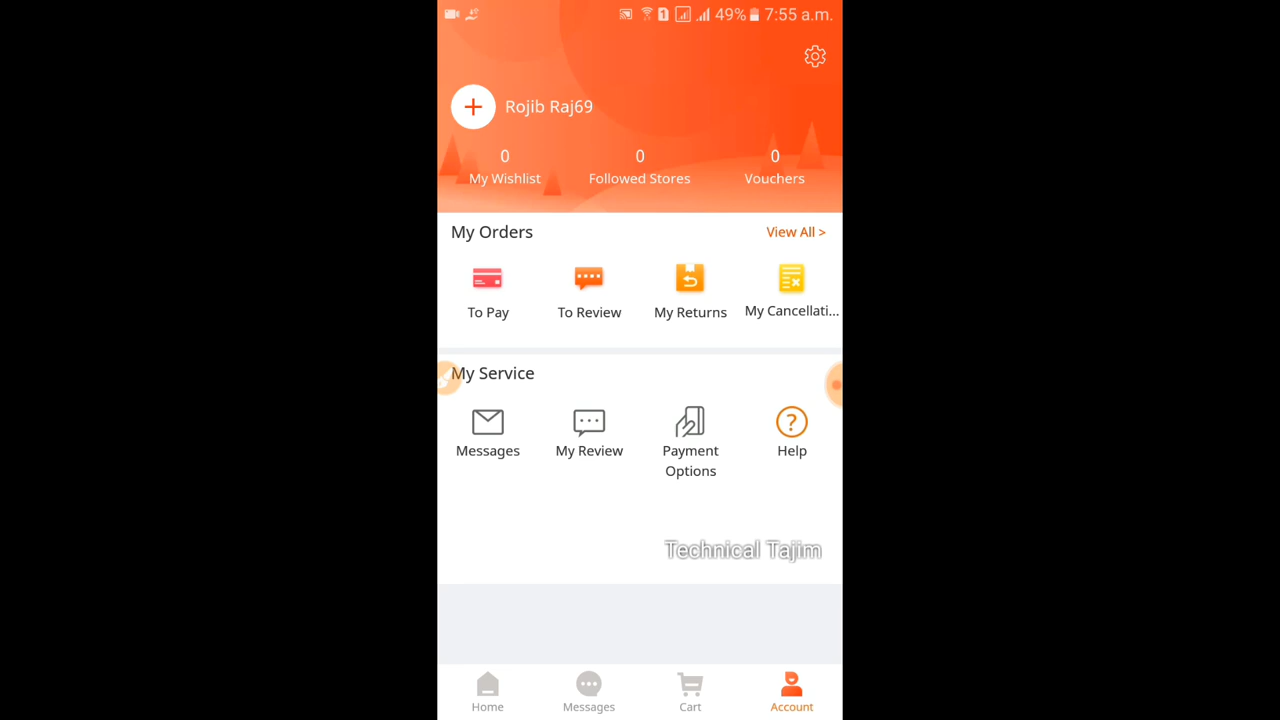 1 49% 7:55 a.m.
Rojib Raj69
0 0 0
My Wishlist Followed Stores Vouchers
My Orders View All >
To Pay To Review My Returns My Cancellati...
My Service
Messages My Review Payment Options Help
Technical Tajim
Home Messages Cart Account